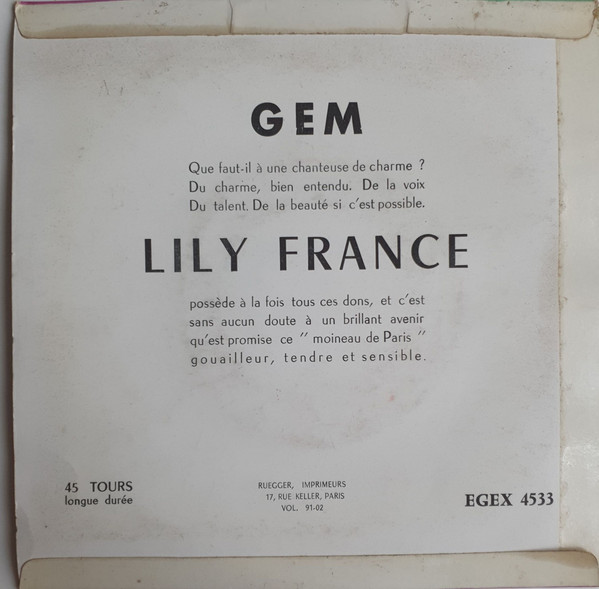 GEM
Que faut-il à une chanteuse de charme ?
Du charme, bien entendu. De la voix
Du talent. De la beauté si c'est possible.
LILY FRANCE
possède à la fois tous ces dons, et c'est
sans aucun doute à un brillant avenir
qu'est promise ce " moineau de Paris "
gouailleur, tendre et sensible.
45 TOURS
longue durée
RUEGGER, IMPRIMEURS
17, RUE KELLER, PARIS
VOL. 91-02
EGEX 4533